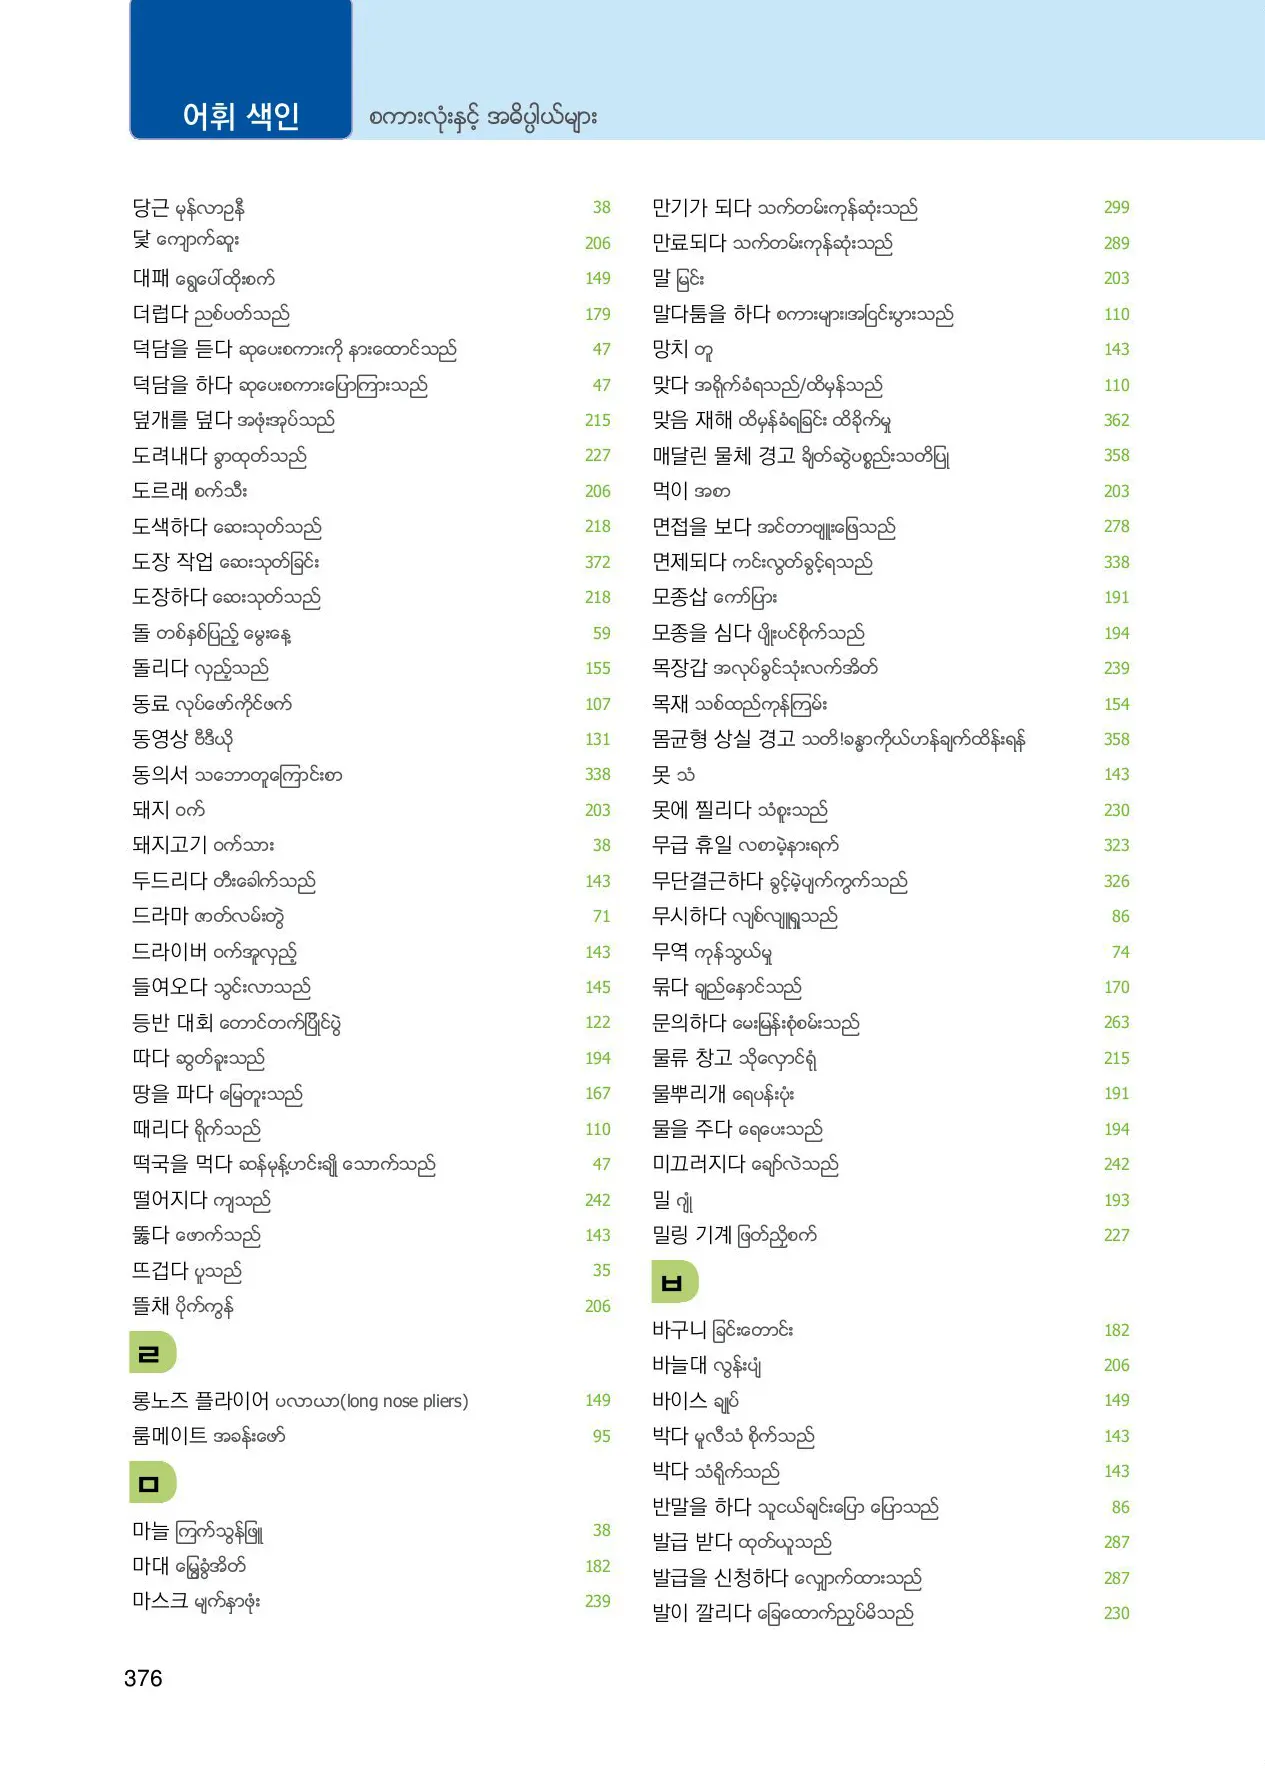 어휘 색인 စကားလုံးနှင့် အဓိပ္ပါယ်များ
당근 မုန်လာဥနီ 38
닻 ကျောက်ဆူး 206
대패 ရွေပေါ်ထိုးစက် 149
더럽다 ညစ်ပတ်သည် 179
덕담을 듣다 ဆုပေးစကားကို နားထောင်သည် 47
덕담을 하다 ဆုပေးစကားပြောကြားသည် 47
덮개를 덮다 အဖုံးအုပ်သည် 215
도려내다 ခွာထုတ်သည် 227
도르래 စက်သီး 206
도색하다 ဆေးသုတ်သည် 218
도장 작업 ဆေးသုတ်ခြင်း 372
도장하다 ဆေးသုတ်သည် 218
돌 တစ်နှစ်ပြည့် မွေးနေ့ 59
돌리다 လှည့်သည် 155
동료 လုပ်ဖော်ကိုင်ဖက် 107
동영상 ဗီဒီယို 131
동의서 သဘောတူကြောင်းစာ 338
돼지 ဝက် 203
돼지고기 ဝက်သား 38
두드리다 တီးခေါက်သည် 143
드라마 ဇာတ်လမ်းတွဲ 71
드라이버 ဝက်အူလှည့် 143
들여오다 သွင်းလာသည် 145
등반 대회 တောင်တက်ပြိုင်ပွဲ 122
따다 ဆွတ်ခူးသည် 194
땅을 파다 မြေတူးသည် 167
때리다 ရိုက်သည် 110
떡국을 먹다 ဆန်မုန့်ဟင်းချို သောက်သည် 47
떨어지다 ကျသည် 242
뚫다 ဖောက်သည် 143
뜨겁다 ပူသည် 35
뜰채 ပိုက်ကွန် 206
ㄹ
롱노즈 플라이어 ပလာယာ(long nose pliers) 149
룸메이트 အခန်းဖော် 95
ㅁ
마늘 ကြက်သွန်ဖြူ 38
마대 မြွေခွံအိတ် 182
마스크 မျက်နှာဖုံး 239
만기가 되다 သက်တမ်းကုန်ဆုံးသည် 299
만료되다 သက်တမ်းကုန်ဆုံးသည် 289
말 မြင်း 203
말다툼을 하다 စကားများ၊အငြင်းပွားသည် 110
망치 တူ 143
맞다 အရိုက်ခံရသည်/ထိမှန်သည် 110
맞음 재해 ထိမှန်ခံရခြင်း ထိခိုက်မှု 362
매달린 물체 경고 ချိတ်ဆွဲပစ္စည်းသတိပြု 358
먹이 အစာ 203
면접을 보다 အင်တာဗျူးဖြေသည် 278
면제되다 ကင်းလွတ်ခွင့်ရသည် 338
모종삽 ကော်ပြား 191
모종을 심다 ပျိုးပင်စိုက်သည် 194
목장갑 အလုပ်ခွင်သုံးလက်အိတ် 239
목재 သစ်ထည်ကုန်ကြမ်း 154
몸균형 상실 경고 သတိ!ခန္ဓာကိုယ်ဟန်ချက်ထိန်းရန် 358
못 သံ 143
못에 찔리다 သံစူးသည် 230
무급 휴일 လစာမဲ့နားရက် 323
무단결근하다 ခွင့်မဲ့ပျက်ကွက်သည် 326
무시하다 လျစ်လျူရှုသည် 86
무역 ကုန်သွယ်မှု 74
묶다 ချည်နှောင်သည် 170
문의하다 မေးမြန်းစုံစမ်းသည် 263
물류 창고 သိုလှောင်ရုံ 215
물뿌리개 ရေပန်းပုံး 191
물을 주다 ရေပေးသည် 194
미끄러지다 ချော်လဲသည် 242
밀 ဂျုံ 193
밀링 기계 ဖြတ်ညှိစက် 227
ㅂ
바구니 ခြင်းတောင်း 182
바늘대 လွန်းပျံ 206
바이스 ချုပ် 149
박다 မူလီသံ စိုက်သည် 143
박다 သံရိုက်သည် 143
반말을 하다 သူငယ်ချင်းပြော ပြောသည် 86
발급 받다 ထုတ်ယူသည် 287
발급을 신청하다 လျှောက်ထားသည် 287
발이 깔리다 ခြေထောက်ညှပ်မိသည် 230
376